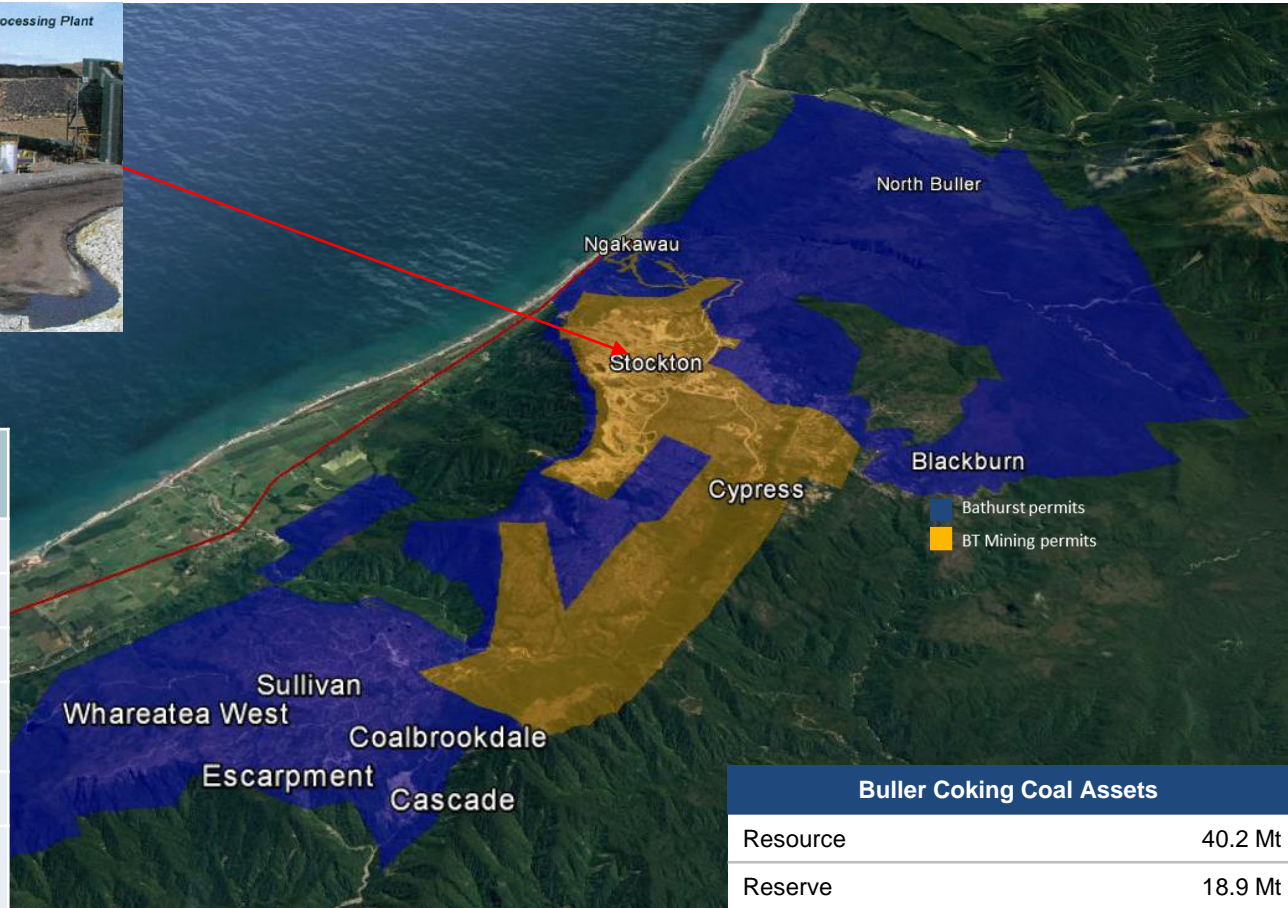 ocessing Plant
North Buller
Ngakawau
Stockton
Blackburn
Cypress
Bathurst permits
BT Mining permits
Sullivan
Whareatea West
Coalbrookdale
Escarpment
Cascade
Buller Coking Coal Assets
Resource 40.2 Mt
Reserve 18.9 Mt